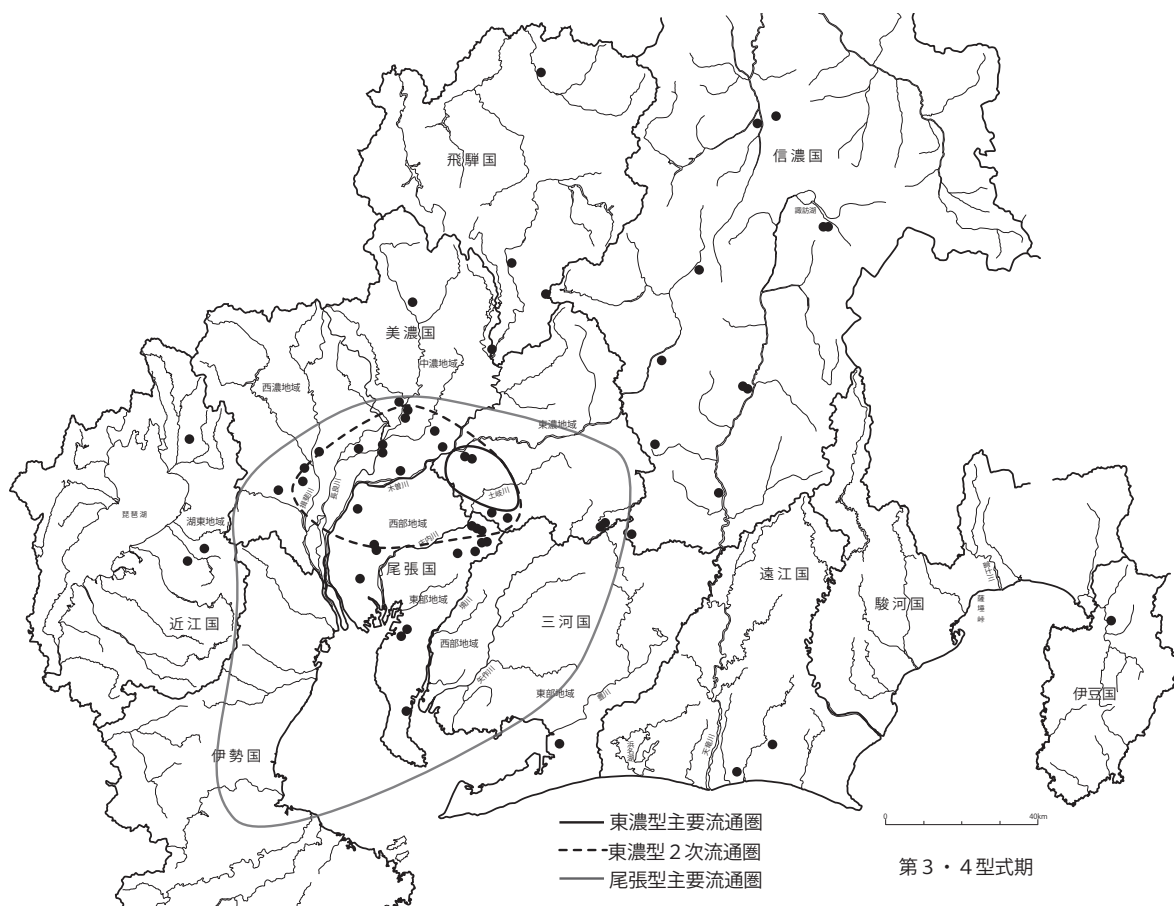 飛騨国
信濃国
諏訪湖
美濃国
中濃地域
西濃地域
東濃地域
揖斐川
長良川
木曽川
土岐川
琵琶湖
湖東地域
西部地域
庄内川
尾張国
遠江国
富士川
東部地域
境川
駿河国
薩埵峠
近江国
三河国
西部地域
矢作川
東部地域
豊川
伊豆国
伊勢国
浜名湖
天竜川
東濃型主要流通圏
東濃型2次流通圏
尾張型主要流通圏
0 40km
第3・4型式期